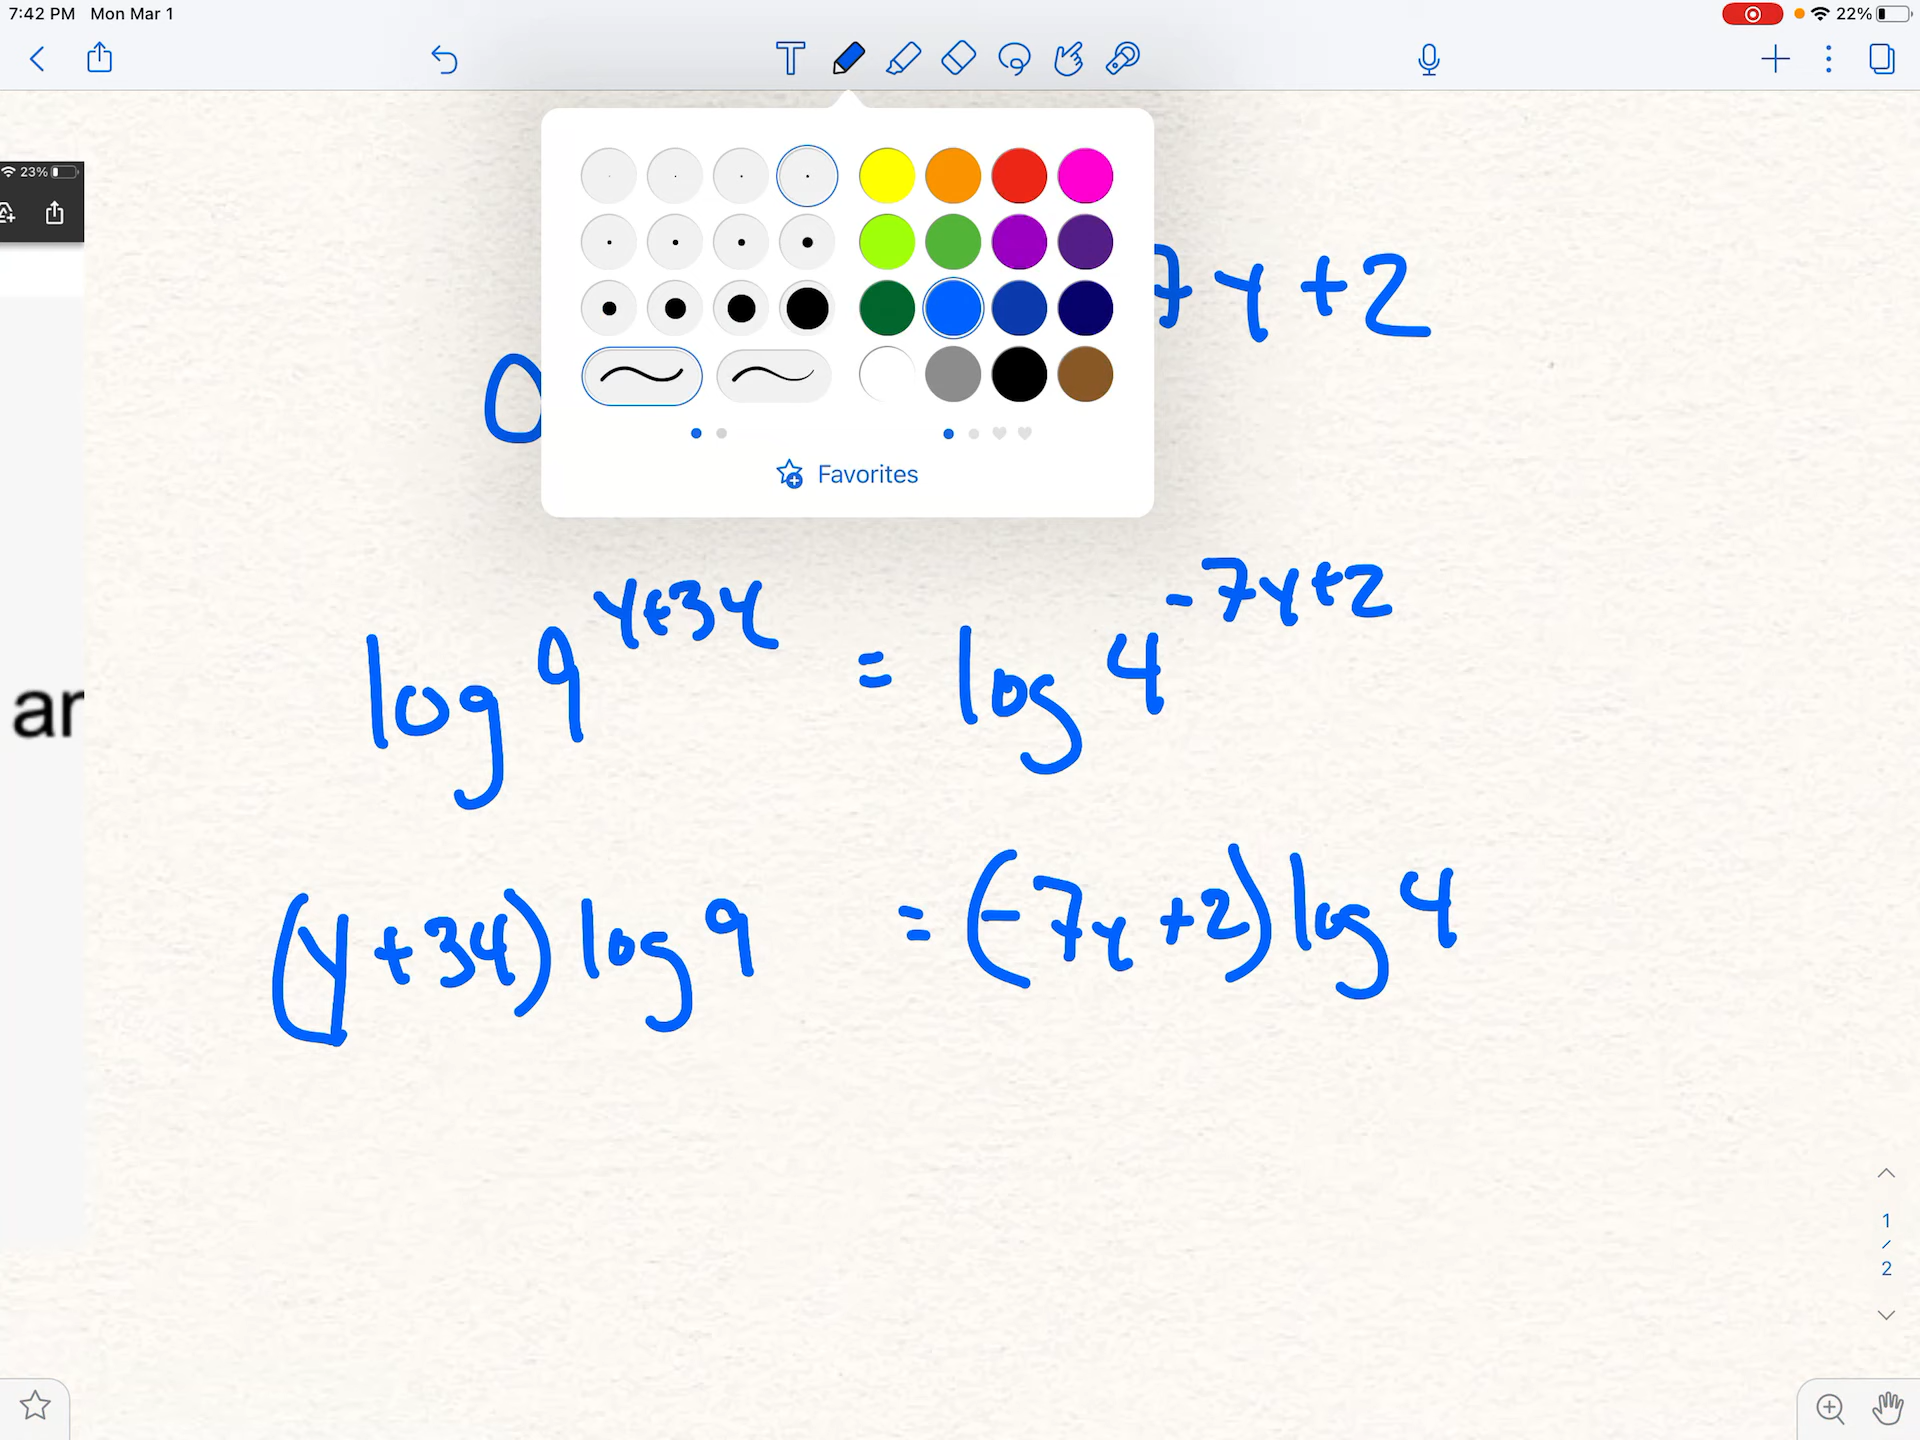 7:42 PM Mon Mar 1
22%
23%
7y+2
Favorites
log 9^y+34 = log 4^-7y+2
ar
(y+34) log 9 = (-7y+2) log 4
1
/
2